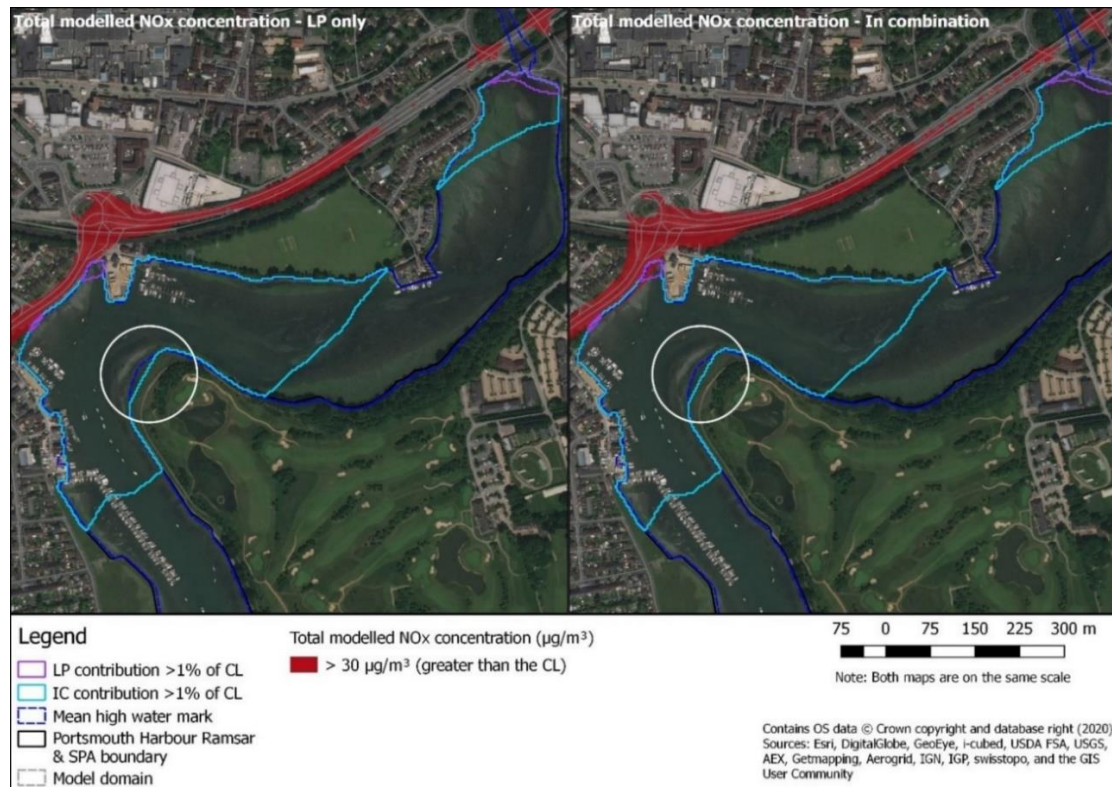 Total modelled NOx concentration - LP only
Total modelled NOx concentration - In combination
Legend
LP contribution >1% of CL
IC contribution >1% of CL
Mean high water mark
Portsmouth Harbour Ramsar
& SPA boundary
Model domain
Total modelled NOx concentration (µg/m³)
> 30 µg/m³ (greater than the CL)
75 0 75 150 225 300 m
Note: Both maps are on the same scale
Contains OS data © Crown copyright and database right (2020)
Sources: Esri, DigitalGlobe, GeoEye, i-cubed, USDA FSA, USGS,
AEX, Getmapping, Aerogrid, IGN, IGP, swisstopo, and the GIS
User Community